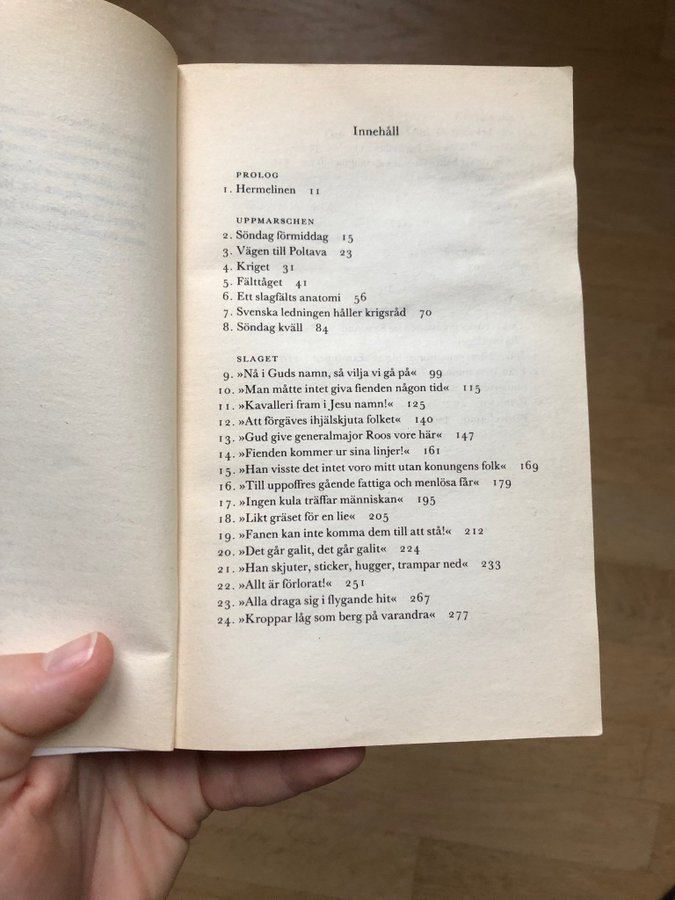 Innehåll
PROLOG
1. Hermelinen 11
UPPMARSCHEN
2. Söndag förmiddag 15
3. Vägen till Poltava 23
4. Kriget 31
5. Fälttåget 41
6. Ett slagfälts anatomi 56
7. Svenska ledningen håller krigsråd 70
8. Söndag kväll 84
SLAGET
9. »Nå i Guds namn, så vilja vi gå på« 99
10. »Man måtte intet giva fienden någon tid« 115
11. »Kavalleri fram i Jesu namn!« 125
12. »Att förgäves ihjälskjuta folket« 140
13. »Gud give generalmajor Roos vore här« 147
14. »Fienden kommer ur sina linjer!« 161
15. »Han visste det intet voro mitt utan konungens folk« 169
16. »Till uppoffres gående fattiga och menlösa får« 179
17. »Ingen kula träffar människan« 195
18. »Likt gräset för en lie« 205
19. »Fanen kan inte komma dem till att stå!« 212
20. »Det går galit, det går galit« 224
21. »Han skjuter, sticker, hugger, trampar ned« 233
22. »Allt är förlorat!« 251
23. »Alla draga sig i flygande hit« 267
24. »Kroppar låg som berg på varandra« 277